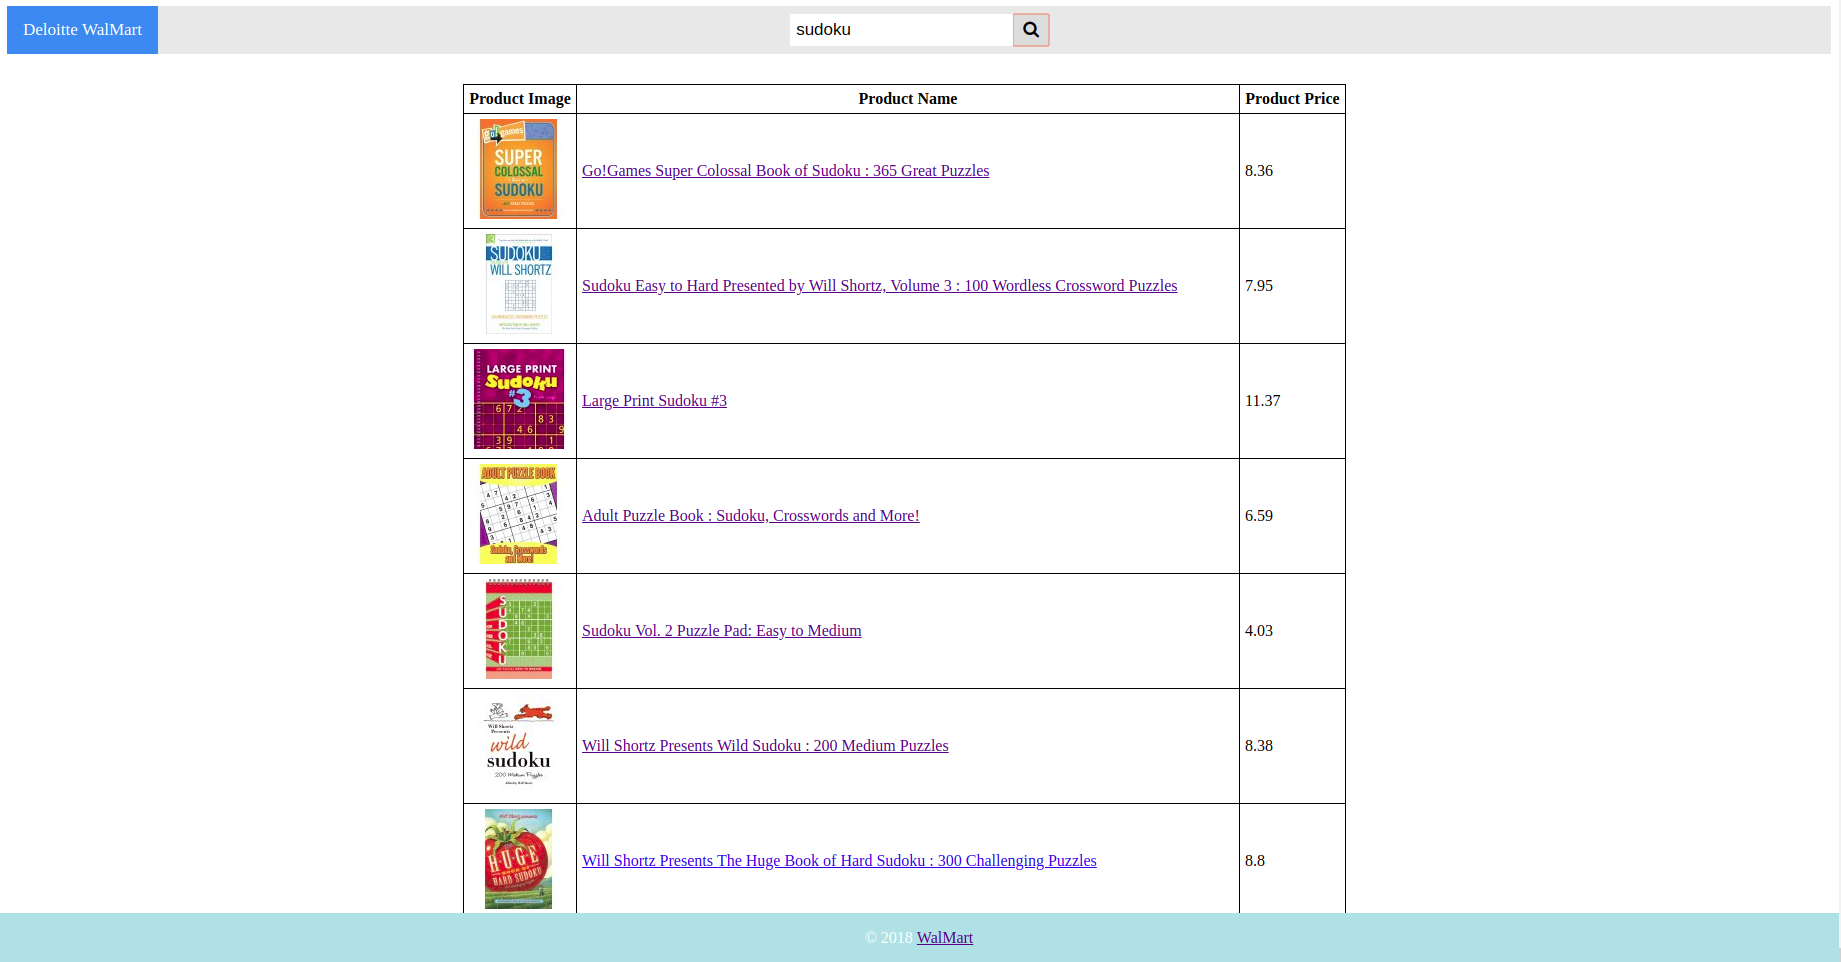 Deloitte WalMart
sudoku
Product Image Product Name Product Price
go! games
SUPER
COLOSSAL
SUDOKU
Go!Games Super Colossal Book of Sudoku : 365 Great Puzzles 8.36
SUDOKU
WILL SHORTZ
Sudoku Easy to Hard Presented by Will Shortz, Volume 3 : 100 Wordless Crossword Puzzles 7.95
LARGE PRINT
Sudoku
#3
Large Print Sudoku #3 11.37
ADULT PUZZLE BOOK
Sudoku, Crosswords
and More!
Adult Puzzle Book : Sudoku, Crosswords and More! 6.59
SUDOKU
Sudoku Vol. 2 Puzzle Pad: Easy to Medium 4.03
Will Shortz
Presents
wild
sudoku
200 Medium Puzzles
Will Shortz Presents Wild Sudoku : 200 Medium Puzzles 8.38
Will Shortz presents
HUGE
HARD SUDOKU
Will Shortz Presents The Huge Book of Hard Sudoku : 300 Challenging Puzzles 8.8
© 2018 WalMart